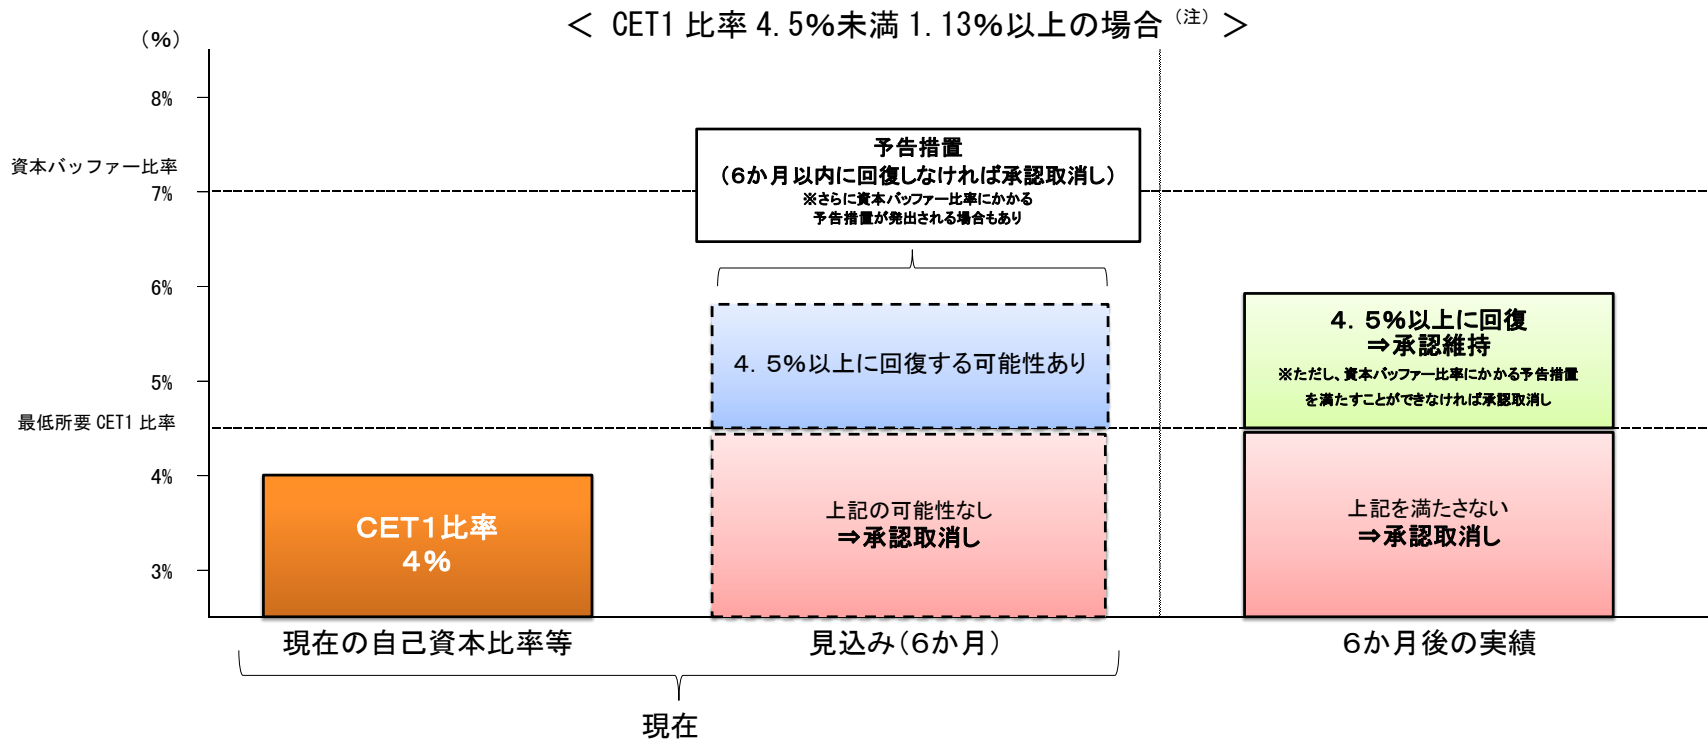 ＜ CET1 比率 4.5%未満 1.13%以上の場合（注） ＞
（%）
8%
資本バッファー比率
7%
6%
5%
最低所要 CET1 比率
4%
3%
予告措置
（６か月以内に回復しなければ承認取消し）
※さらに資本バッファー比率にかかる
予告措置が発出される場合もあり
４．５％以上に回復する可能性あり
４．５％以上に回復
⇒承認維持
※ただし、資本バッファー比率にかかる予告措置
を満たすことができなければ承認取消し
CET1比率
４％
上記の可能性なし
⇒承認取消し
上記を満たさない
⇒承認取消し
現在の自己資本比率等
見込み（６か月）
６か月後の実績
現在